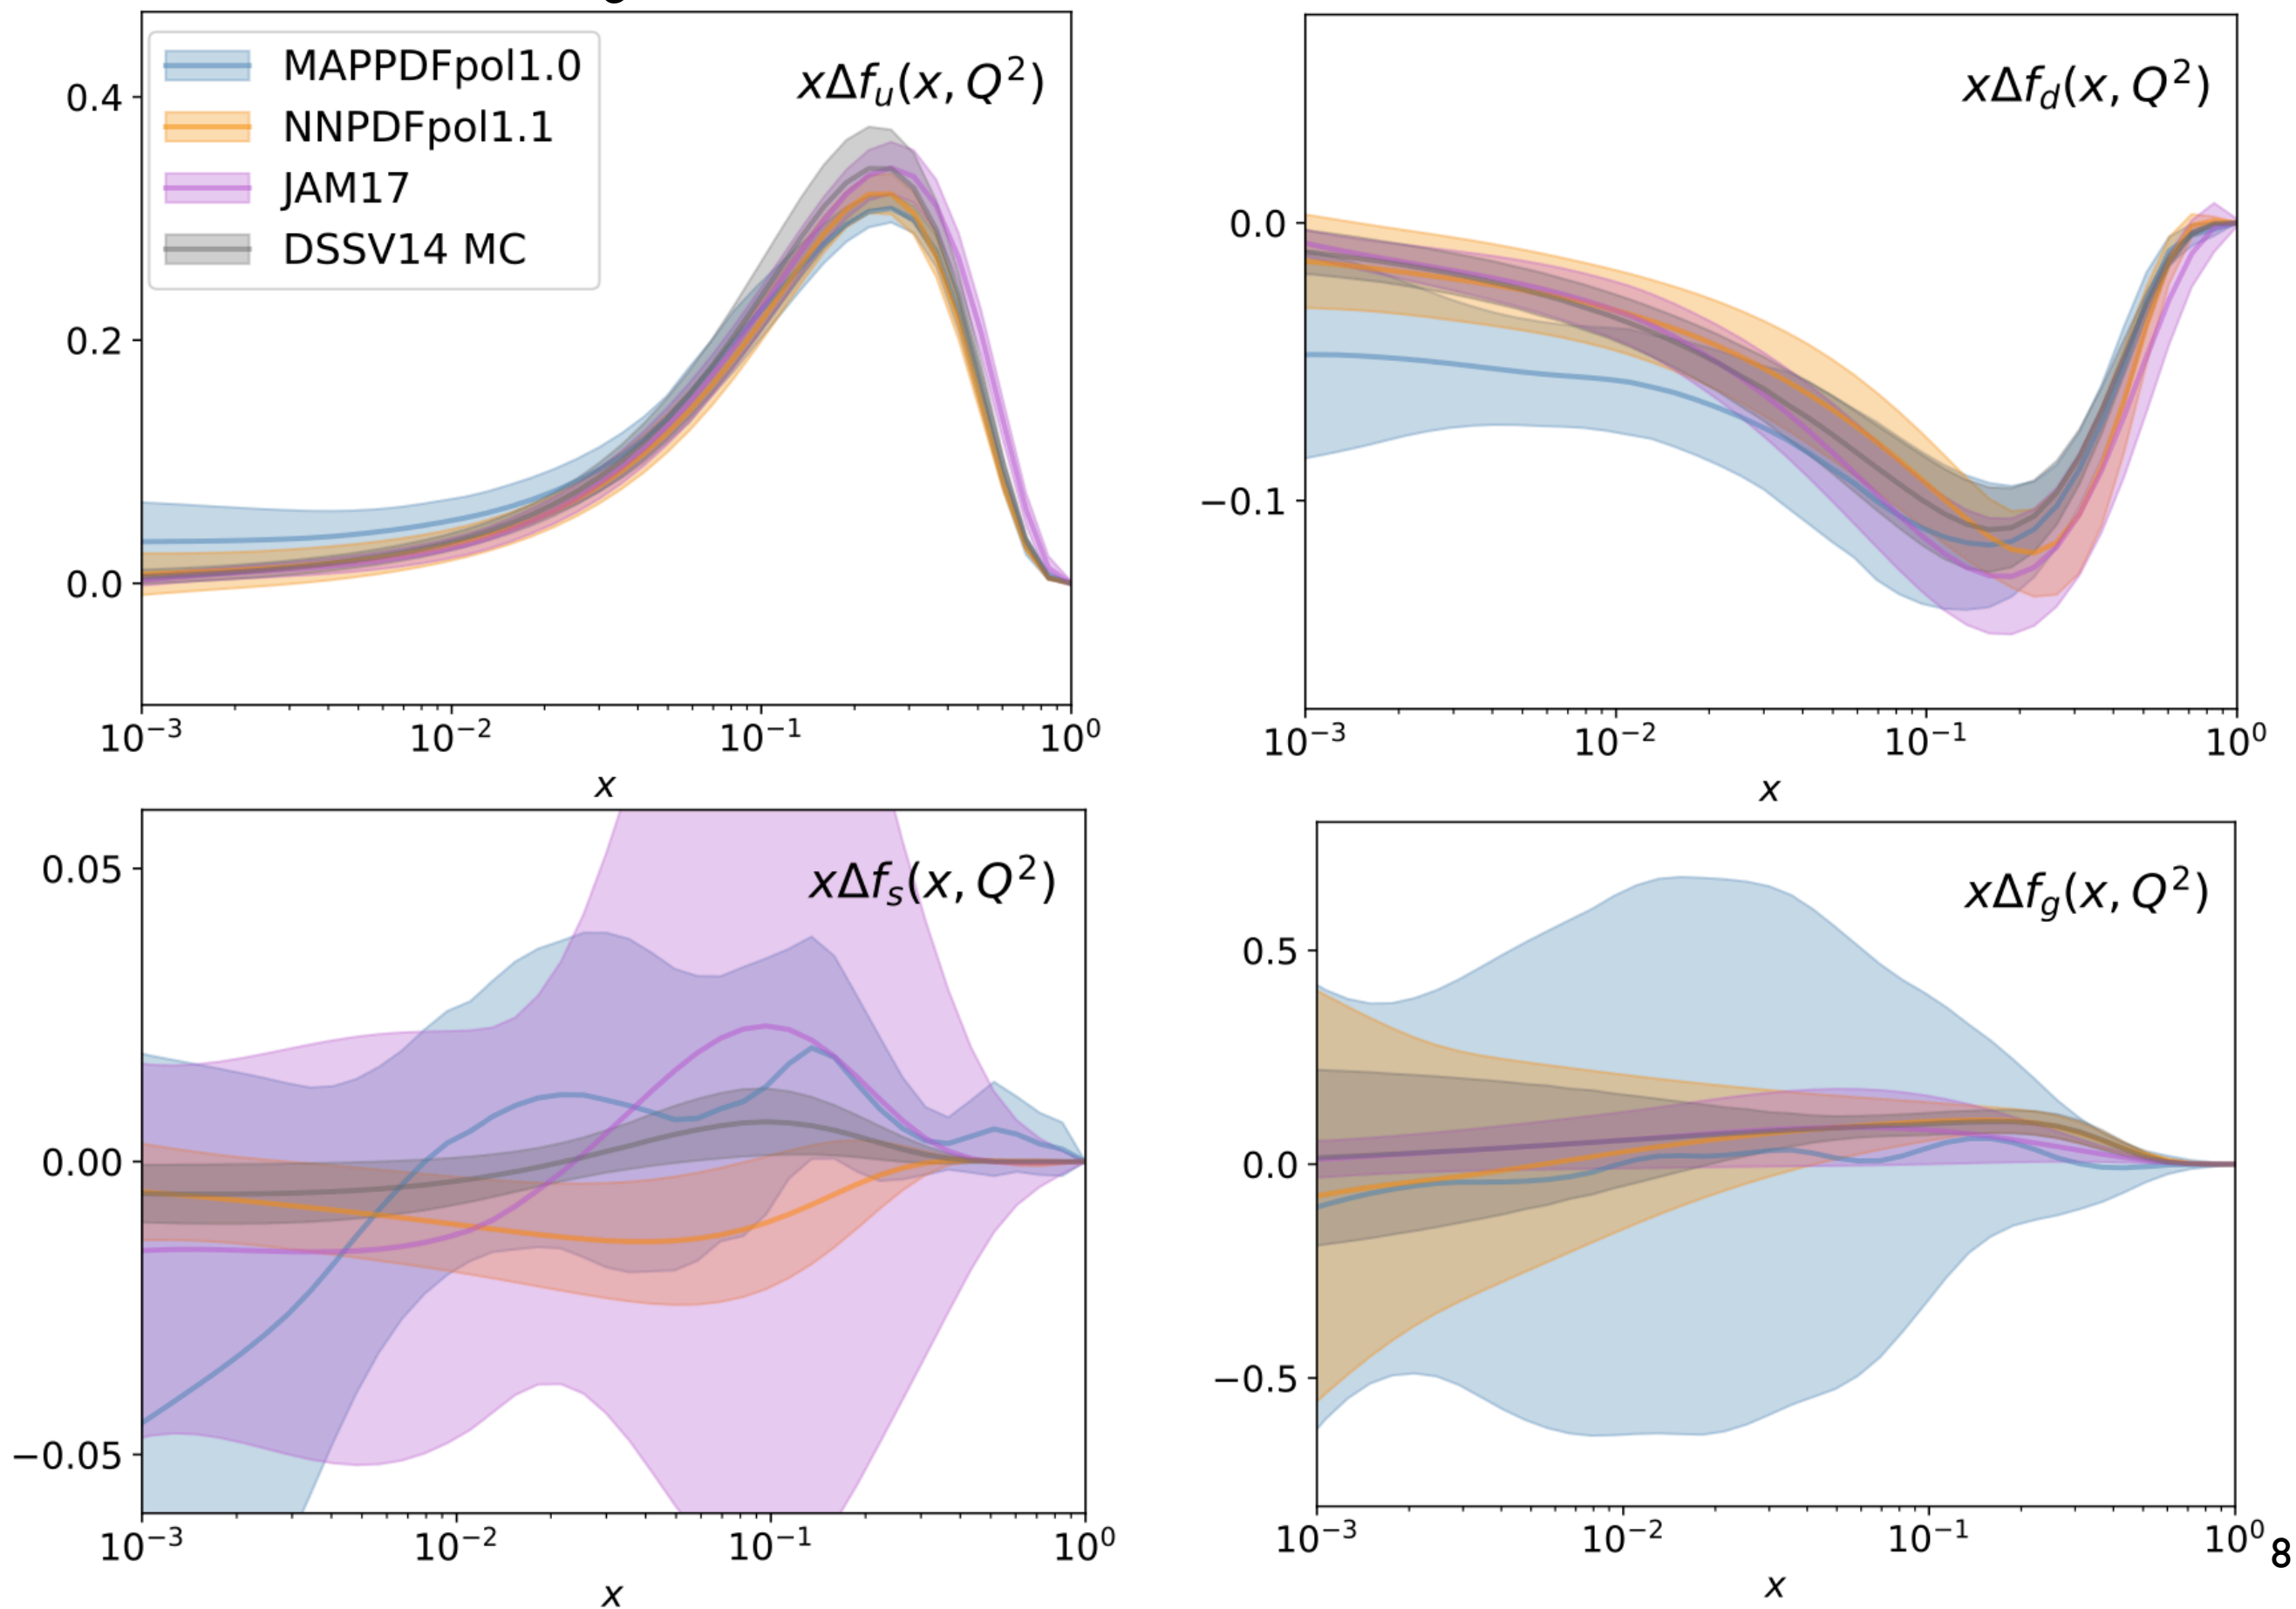 g
MAPPDFpol1.0
NNPDFpol1.1
JAM17
DSSV14 MC
xΔf_u(x, Q²)
0.4
0.2
0.0
10⁻³ 10⁻² 10⁻¹ 10⁰
x
xΔf_d(x, Q²)
0.0
−0.1
10⁻³ 10⁻² 10⁻¹ 10⁰
x
xΔf_s(x, Q²)
0.05
0.00
−0.05
10⁻³ 10⁻² 10⁻¹ 10⁰
x
xΔf_g(x, Q²)
0.5
0.0
−0.5
10⁻³ 10⁻² 10⁻¹ 10⁰
x
8